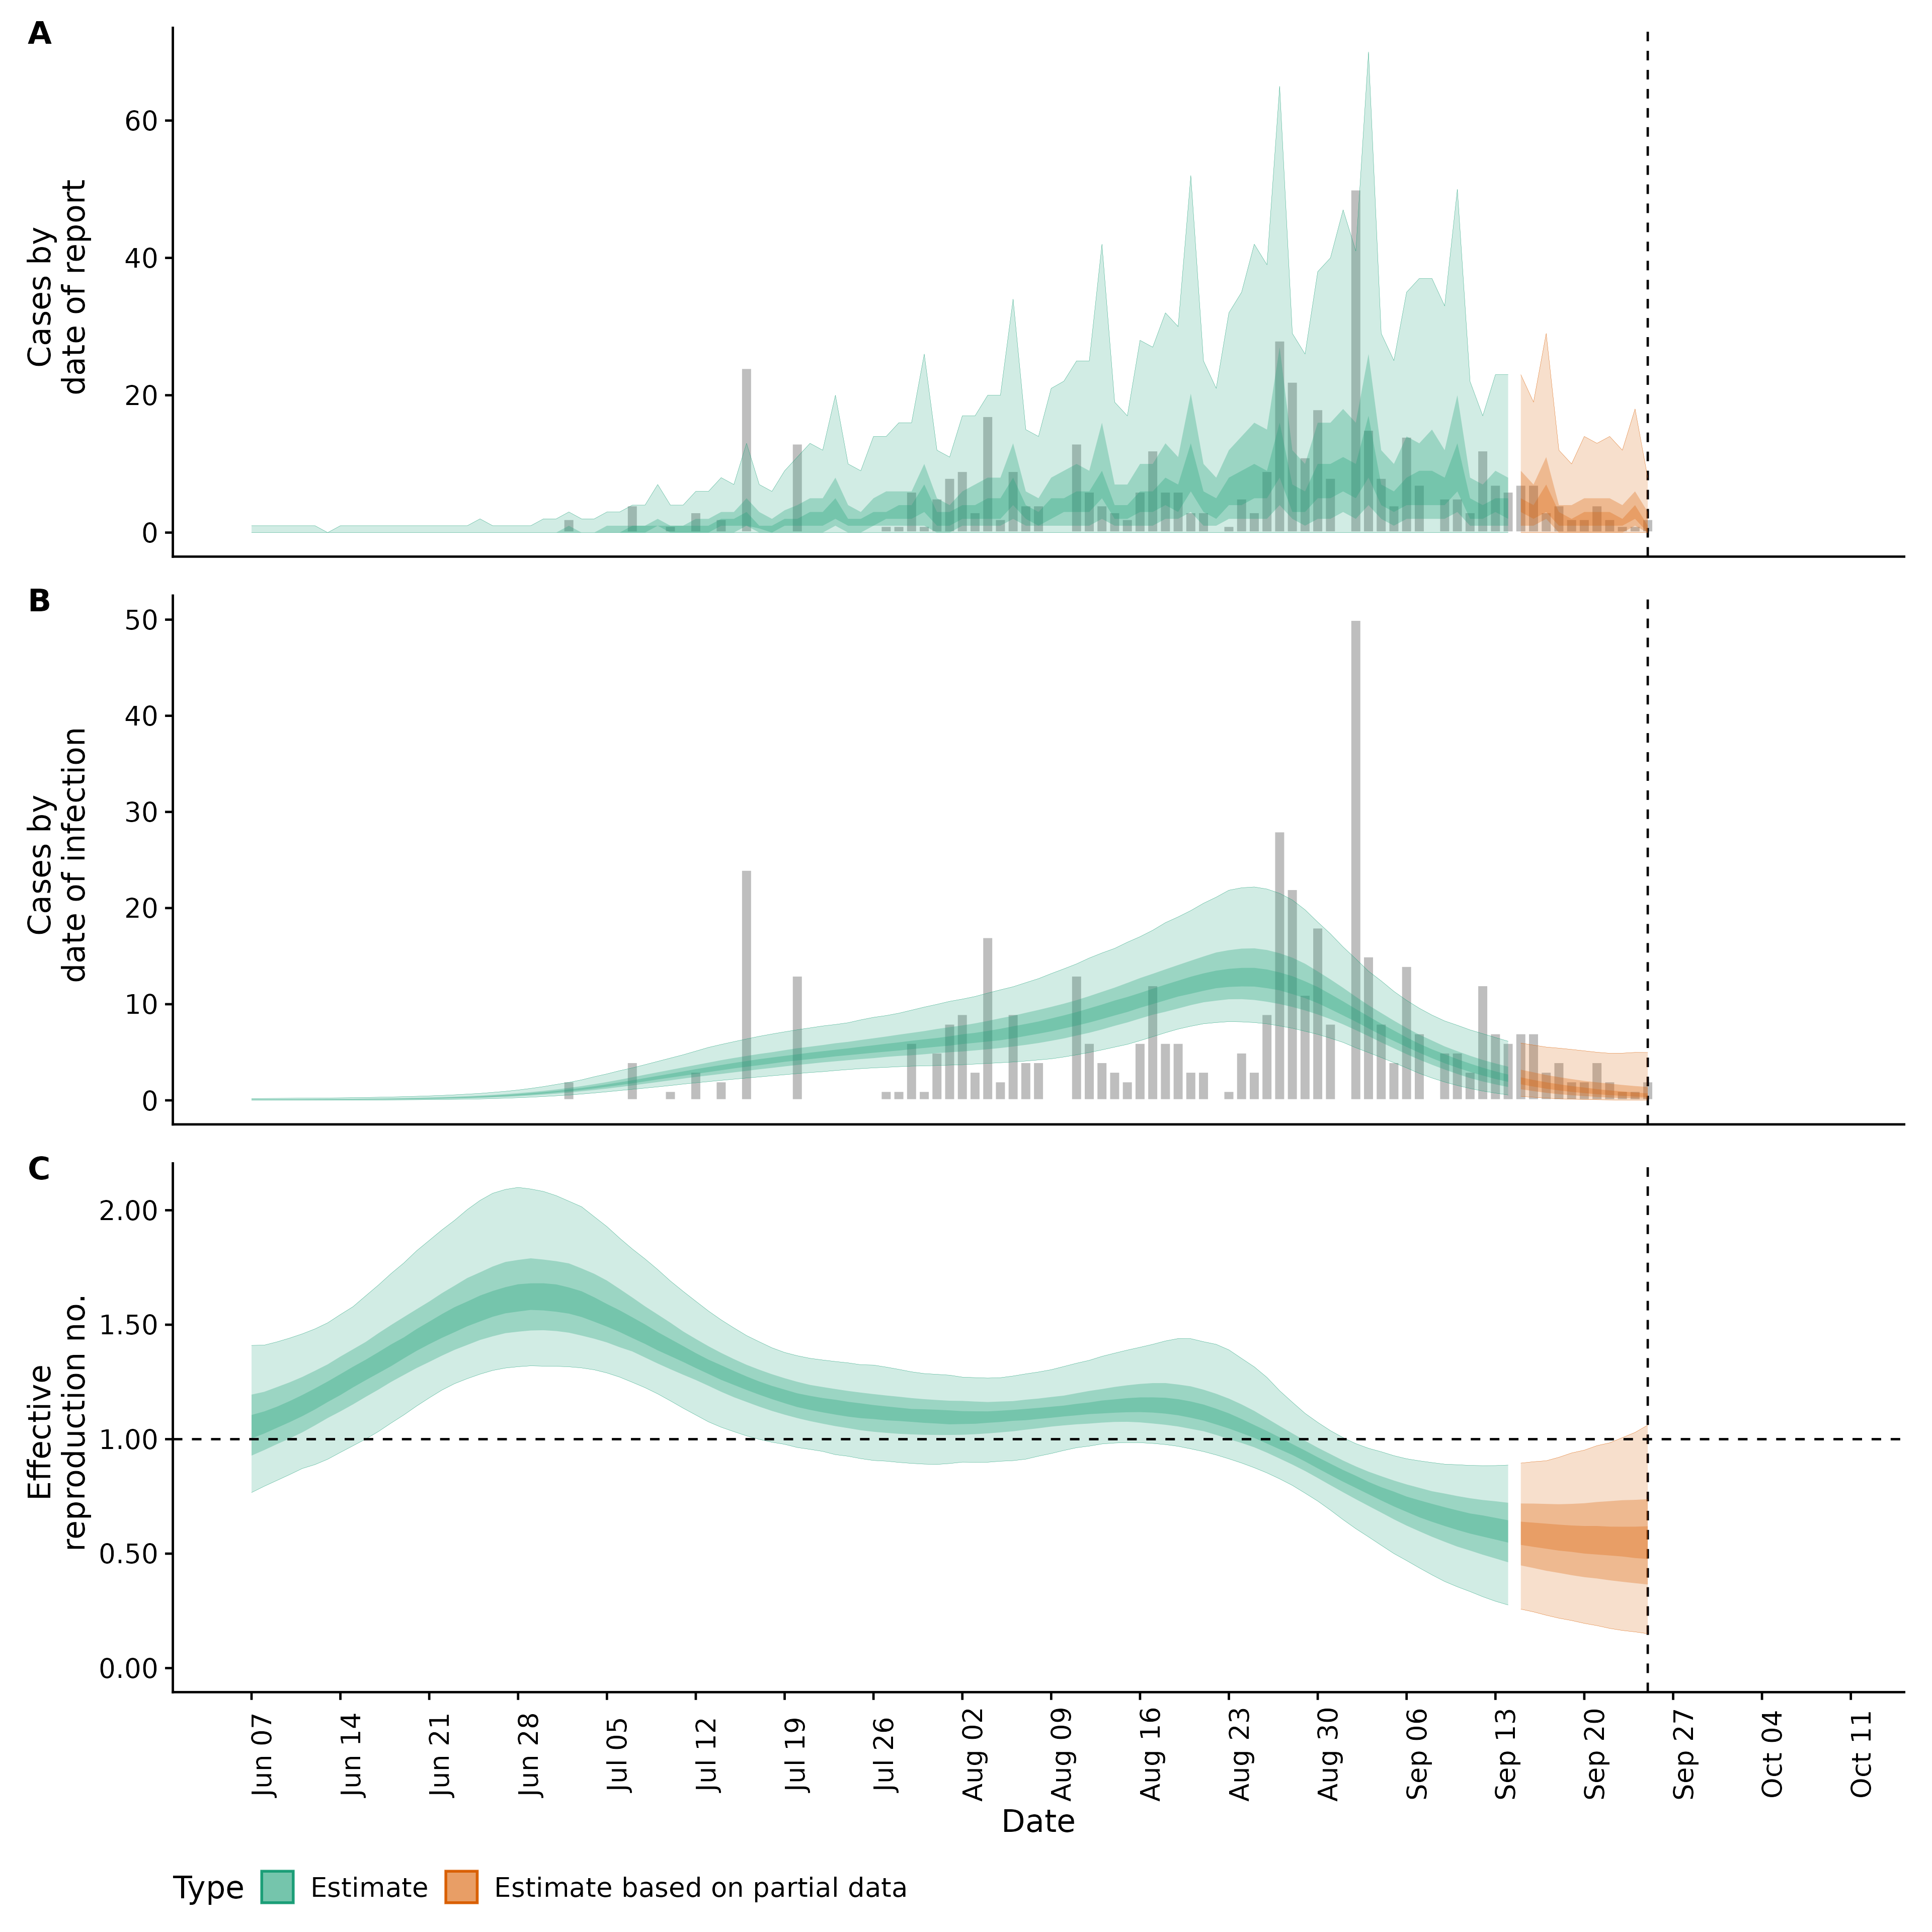 A
Cases by
date of report
60
40
20
0
B
Cases by
date of infection
50
40
30
20
10
0
C
Effective
reproduction no.
2.00
1.50
1.00
0.50
0.00
Jun 07
Jun 14
Jun 21
Jun 28
Jul 05
Jul 12
Jul 19
Jul 26
Aug 02
Aug 09
Aug 16
Aug 23
Aug 30
Sep 06
Sep 13
Sep 20
Sep 27
Oct 04
Oct 11
Date
Type Estimate Estimate based on partial data